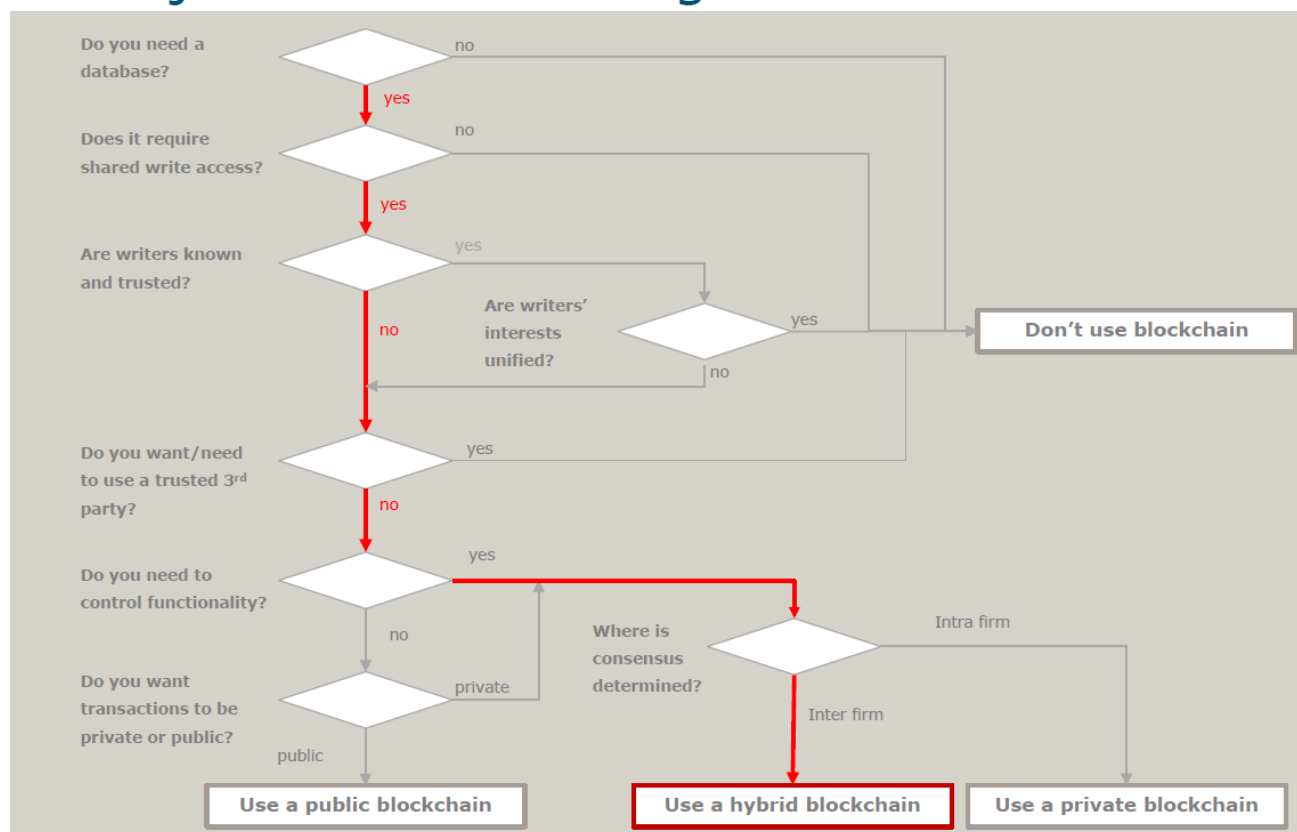 Do you need a
database?
no
yes
Does it require
shared write access?
no
yes
Are writers known
and trusted?
yes
no
Are writers’
interests
unified?
yes
no
Don’t use blockchain
Do you want/need
to use a trusted 3rd
party?
yes
no
Do you need to
control functionality?
yes
no
Where is
consensus
determined?
Intra firm
Inter firm
Do you want
transactions to be
private or public?
private
public
Use a public blockchain
Use a hybrid blockchain
Use a private blockchain